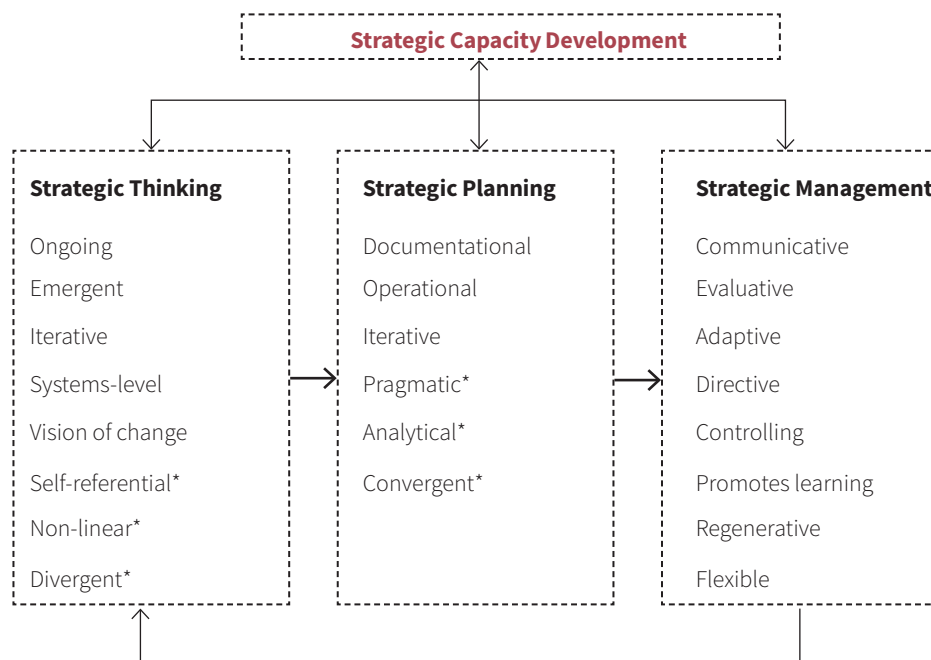 Strategic Capacity Development
Strategic Thinking
Ongoing
Emergent
Iterative
Systems-level
Vision of change
Self-referential*
Non-linear*
Divergent*
Strategic Planning
Documentational
Operational
Iterative
Pragmatic*
Analytical*
Convergent*
Strategic Management
Communicative
Evaluative
Adaptive
Directive
Controlling
Promotes learning
Regenerative
Flexible